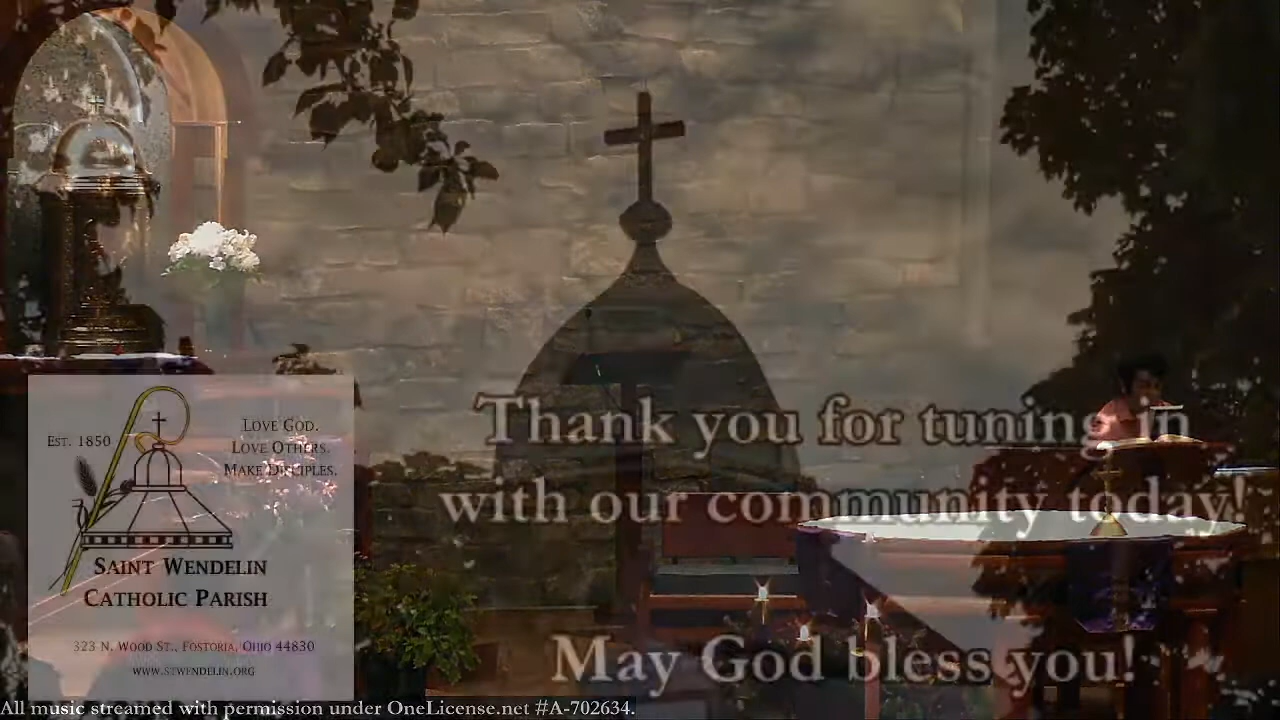 Thank you for tuning in
with our community today!
May God bless you!
EST. 1850
LOVE GOD.
LOVE OTHERS.
MAKE DISCIPLES.
SAINT WENDELIN
CATHOLIC PARISH
323 N. WOOD ST., FOSTORIA, OHIO 44830
WWW.STWENDELIN.ORG
All music streamed with permission under OneLicense.net #A-702634.